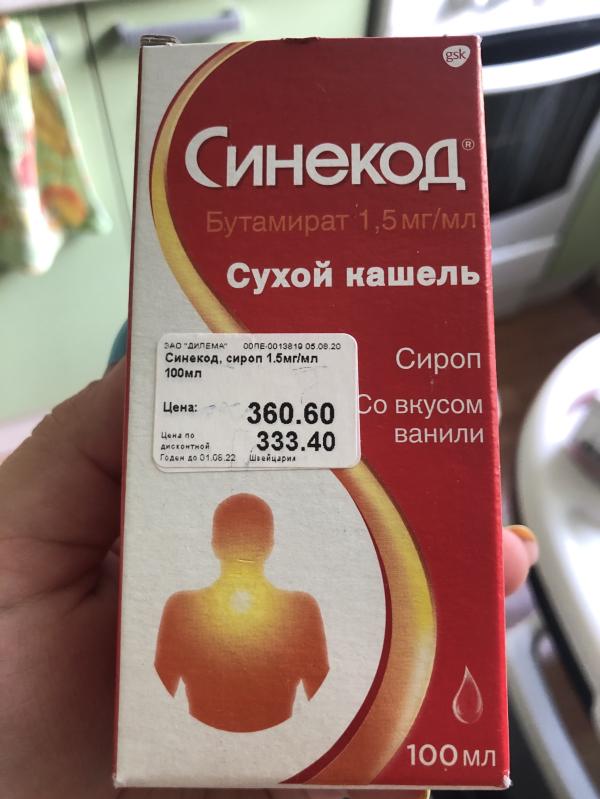 gsk
Синекод®
Бутамират 1,5 мг/мл
Сухой кашель
ЗАО "ДИЛЕМА" 00ПЕ-0013819 05.08.20
Синекод, сироп 1.5мг/мл
100мл
Цена: 360.60
Цена по
дисконтной 333.40
Годен до 01.06.22 Швейцария
Сироп
Со вкусом
ванили
100 мл